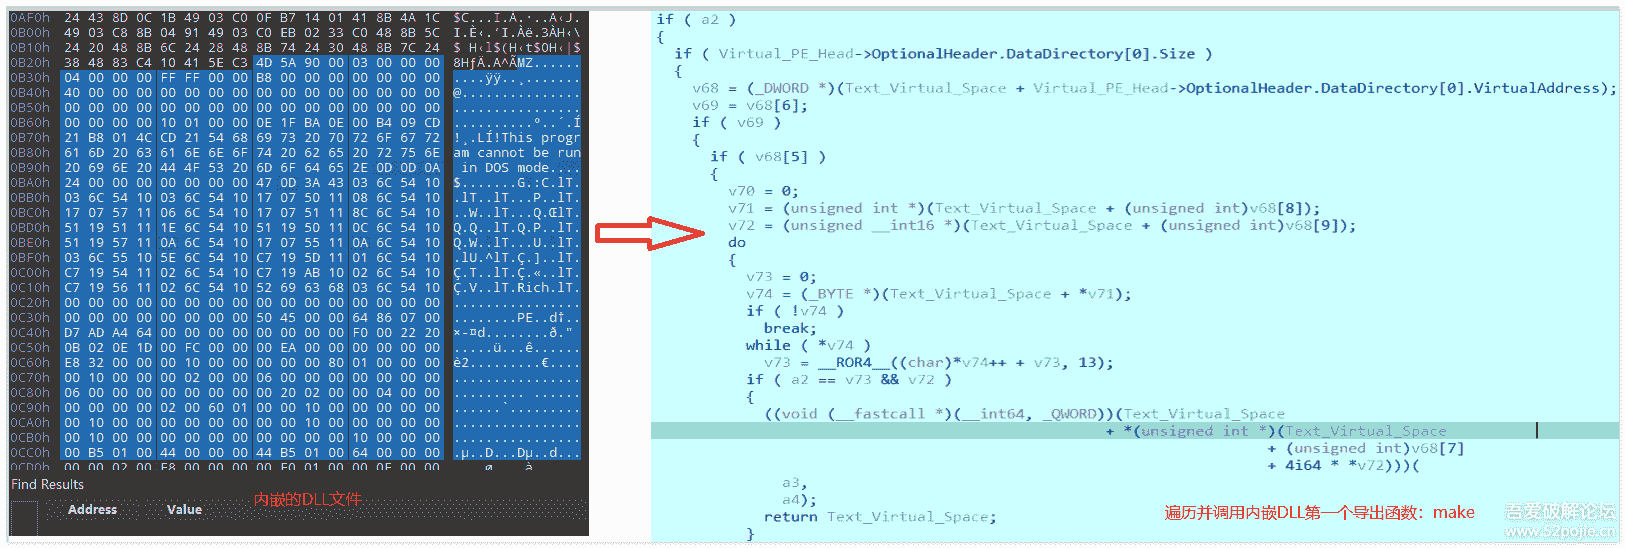 0AF0h 24 43 8D 0C 1B 49 03 C0 0F B7 14 01 41 8B 4A 1C $C...I.À.·..A‹J.
0B00h 49 03 C8 8B 04 91 49 03 C0 EB 02 33 C0 48 8B 5C I.È‹.‘I.Àë.3ÀH‹\
0B10h 24 20 48 8B 6C 24 28 48 8B 74 24 30 48 8B 7C 24 $ H‹l$(H‹t$0H‹|$
0B20h 38 48 83 C4 10 41 5E C3 4D 5A 90 00 03 00 00 00 8HƒÄ.A^ÃMZ......
0B30h 04 00 00 00 FF FF 00 00 B8 00 00 00 00 00 00 00 ....ÿÿ..¸.......
0B40h 40 00 00 00 00 00 00 00 00 00 00 00 00 00 00 00 @...............
0B50h 00 00 00 00 00 00 00 00 00 00 00 00 00 00 00 00 ................
0B60h 00 00 00 00 10 01 00 00 0E 1F BA 0E 00 B4 09 CD ..........º..´.Í
0B70h 21 B8 01 4C CD 21 54 68 69 73 20 70 72 6F 67 72 !¸.LÍ!This progr
0B80h 61 6D 20 63 61 6E 6E 6F 74 20 62 65 20 72 75 6E am cannot be run
0B90h 20 69 6E 20 44 4F 53 20 6D 6F 64 65 2E 0D 0D 0A in DOS mode....
0BA0h 24 00 00 00 00 00 00 00 47 0D 3A 43 03 6C 54 10 $.......G.:C.lT.
0BB0h 03 6C 54 10 03 6C 54 10 17 07 50 11 08 6C 54 10 .lT..lT...P..lT.
0BC0h 17 07 57 11 06 6C 54 10 17 07 51 11 8C 6C 54 10 ..W..lT...Q.ŒlT.
0BD0h 51 19 51 11 1E 6C 54 10 51 19 50 11 0C 6C 54 10 Q.Q..lT.Q.P..lT.
0BE0h 51 19 57 11 0A 6C 54 10 17 07 55 11 0A 6C 54 10 Q.W..lT...U..lT.
0BF0h 03 6C 55 10 5E 6C 54 10 C7 19 5D 11 01 6C 54 10 .lU.^lT.Ç.]..lT.
0C00h C7 19 54 11 02 6C 54 10 C7 19 AB 10 02 6C 54 10 Ç.T..lT.Ç.«..lT.
0C10h C7 19 56 11 02 6C 54 10 52 69 63 68 03 6C 54 10 Ç.V..lT.Rich.lT.
0C20h 00 00 00 00 00 00 00 00 00 00 00 00 00 00 00 00 ................
0C30h 00 00 00 00 00 00 00 00 50 45 00 00 64 86 07 00 ........PE..d†..
0C40h D7 AD A4 64 00 00 00 00 00 00 00 00 F0 00 22 20 ×-¤d........ð."
0C50h 0B 02 0E 1D 00 FC 00 00 00 EA 00 00 00 00 00 00 .....ü...ê......
0C60h E8 32 00 00 00 10 00 00 00 00 00 80 01 00 00 00 è2.........€....
0C70h 00 10 00 00 00 02 00 00 06 00 00 00 00 00 00 00 ................
0C80h 06 00 00 00 00 00 00 00 00 20 02 00 00 04 00 00 ......... ......
0C90h 00 00 00 00 02 00 60 01 00 00 10 00 00 00 00 00 ......`.........
0CA0h 00 10 00 00 00 00 00 00 00 00 10 00 00 00 00 00 ................
0CB0h 00 10 00 00 00 00 00 00 00 00 00 00 10 00 00 00 ................
0CC0h 00 B5 01 00 44 00 00 00 44 B5 01 00 64 00 00 00 .µ..D...Dµ..d...
Find Results
Address Value
内嵌的DLL文件
if ( a2 )
{
if ( Virtual_PE_Head->OptionalHeader.DataDirectory[0].Size )
{
v68 = (_DWORD *)(Text_Virtual_Space + Virtual_PE_Head->OptionalHeader.DataDirectory[0].VirtualAddress);
v69 = v68[6];
if ( v69 )
{
if ( v68[5] )
{
v70 = 0;
v71 = (unsigned int *)(Text_Virtual_Space + (unsigned int)v68[8]);
v72 = (unsigned __int16 *)(Text_Virtual_Space + (unsigned int)v68[9]);
do
{
v73 = 0;
v74 = (_BYTE *)(Text_Virtual_Space + *v71);
if ( !v74 )
break;
while ( *v74 )
v73 = __ROR4__((char)*v74++ + v73, 13);
if ( a2 == v73 && v72 )
{
((void (__fastcall *)(__int64, _QWORD))(Text_Virtual_Space
+ *(unsigned int *)(Text_Virtual_Space
+ (unsigned int)v68[7]
+ 4i64 * *v72)))(
a3,
a4);
return Text_Virtual_Space;
}
遍历并调用内嵌DLL第一个导出函数：make
吾爱破解论坛
www.52pojie.cn